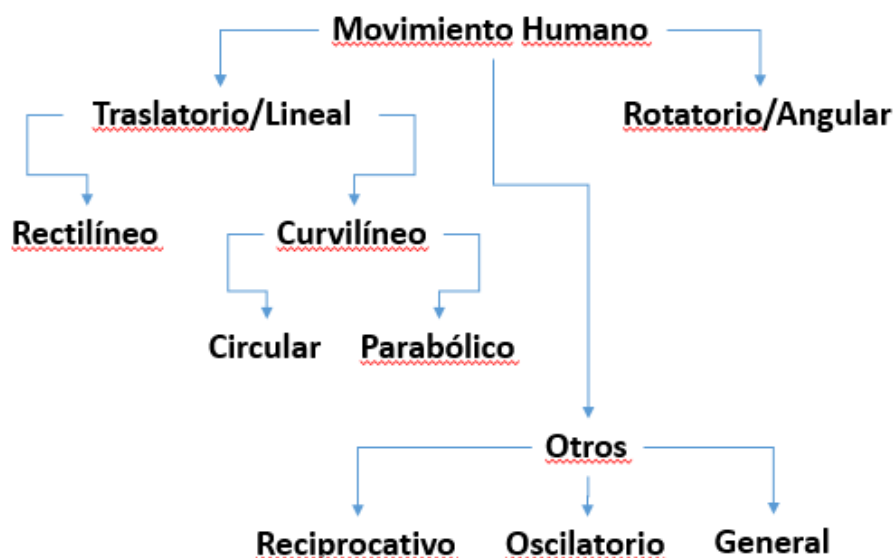 Movimiento Humano
Traslatorio/Lineal
Rotatorio/Angular
Rectilíneo
Curvilíneo
Circular
Parabólico
Otros
Reciprocativo
Oscilatorio
General